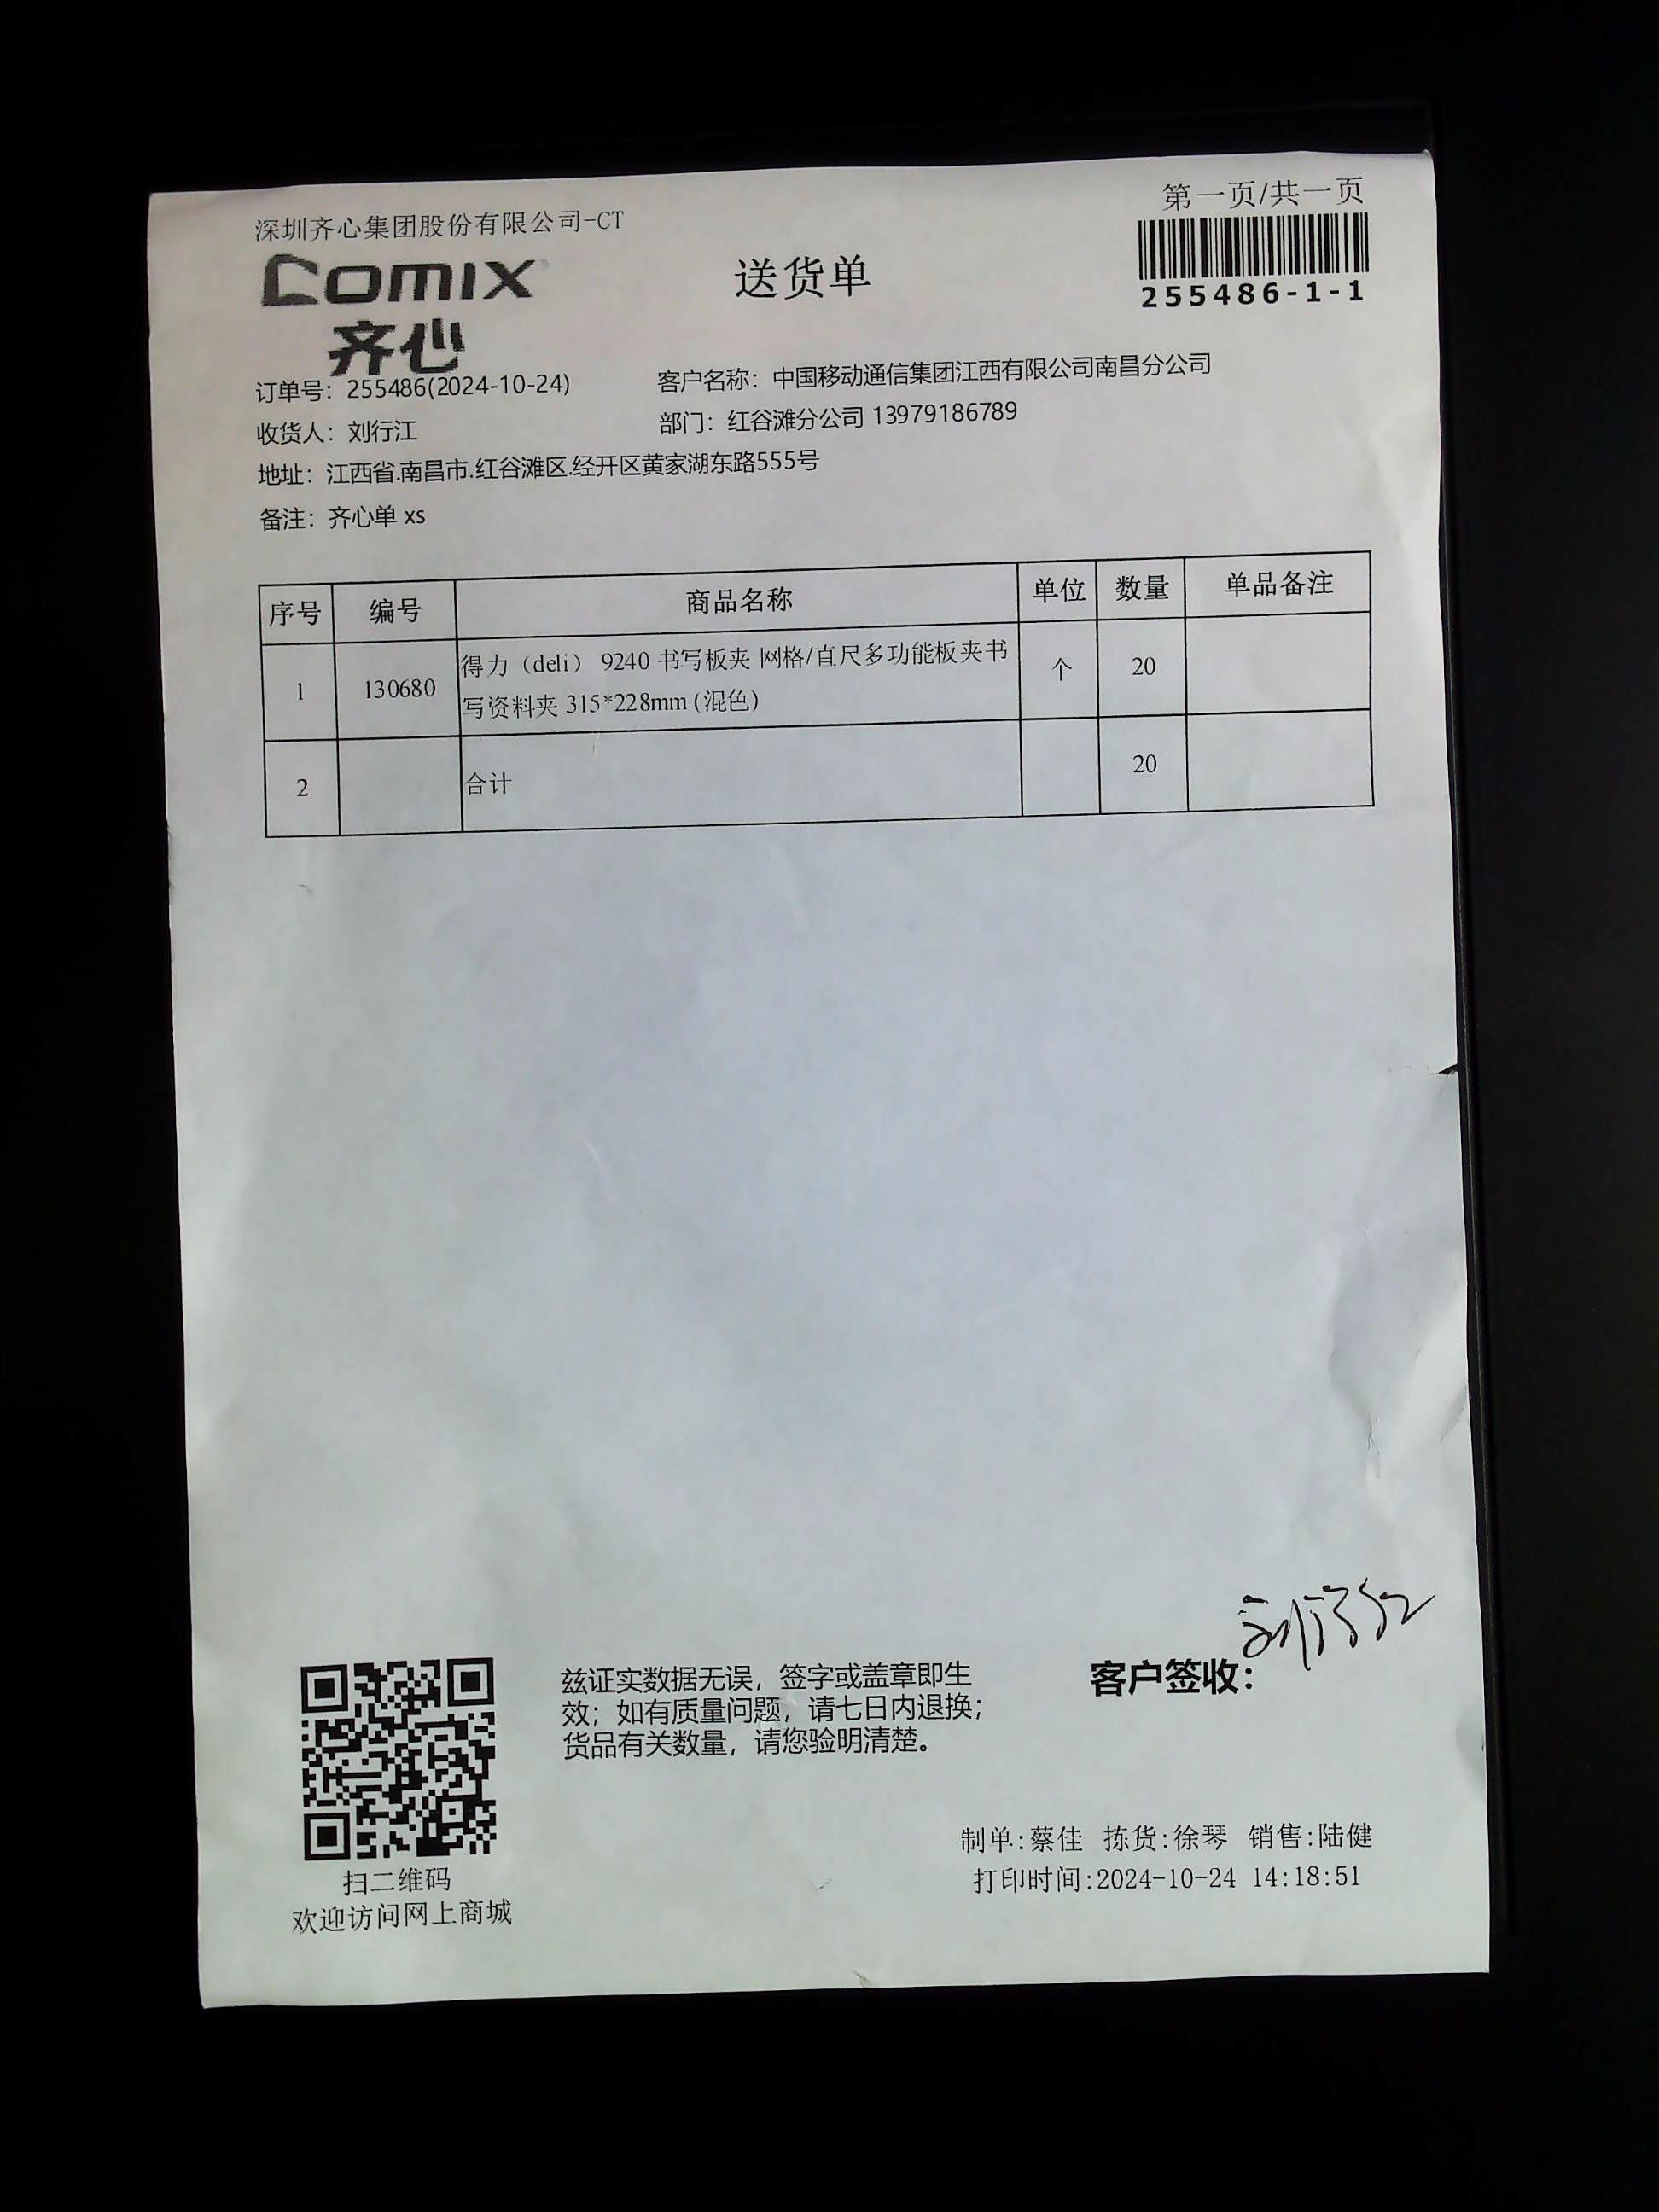 第一页/共一页
深圳齐心集团股份有限公司-CT
comix
齐心
送货单
255486-1-1
订单号：255486(2024-10-24)
客户名称：中国移动通信集团江西有限公司南昌分公司
收货人：刘行江
部门：红谷滩分公司 13979186789
地址：江西省.南昌市.红谷滩区.经开区黄家湖东路555号
备注：齐心单 xs
序号 编号 商品名称 单位 数量 单品备注
1 130680 得力（deli） 9240 书写板夹 网格/直尺多功能板夹书 个 20
写资料夹 315*228mm (混色)
2 合计 20
刘行江
客户签收：
兹证实数据无误，签字或盖章即生
效；如有质量问题，请七日内退换；
货品有关数量，请您验明清楚。
制单:蔡佳 拣货:徐琴 销售:陆健
打印时间:2024-10-24 14:18:51
扫二维码
欢迎访问网上商城